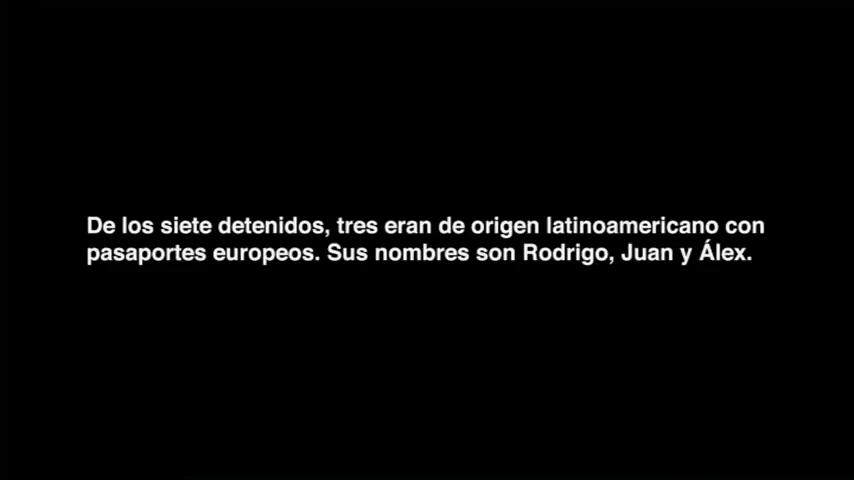 De los siete detenidos, tres eran de origen latinoamericano con
pasaportes europeos. Sus nombres son Rodrigo, Juan y Álex.